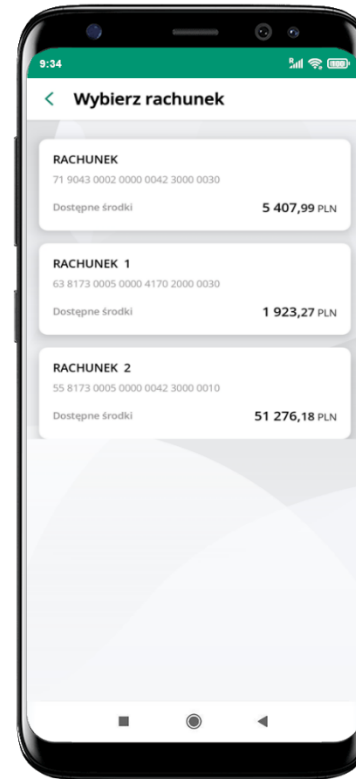 9:34
Wybierz rachunek
RACHUNEK
71 9043 0002 0000 0042 3000 0030
Dostępne środki 5 407,99 PLN
RACHUNEK 1
63 8173 0005 0000 4170 2000 0030
Dostępne środki 1 923,27 PLN
RACHUNEK 2
55 8173 0005 0000 0042 3000 0010
Dostępne środki 51 276,18 PLN